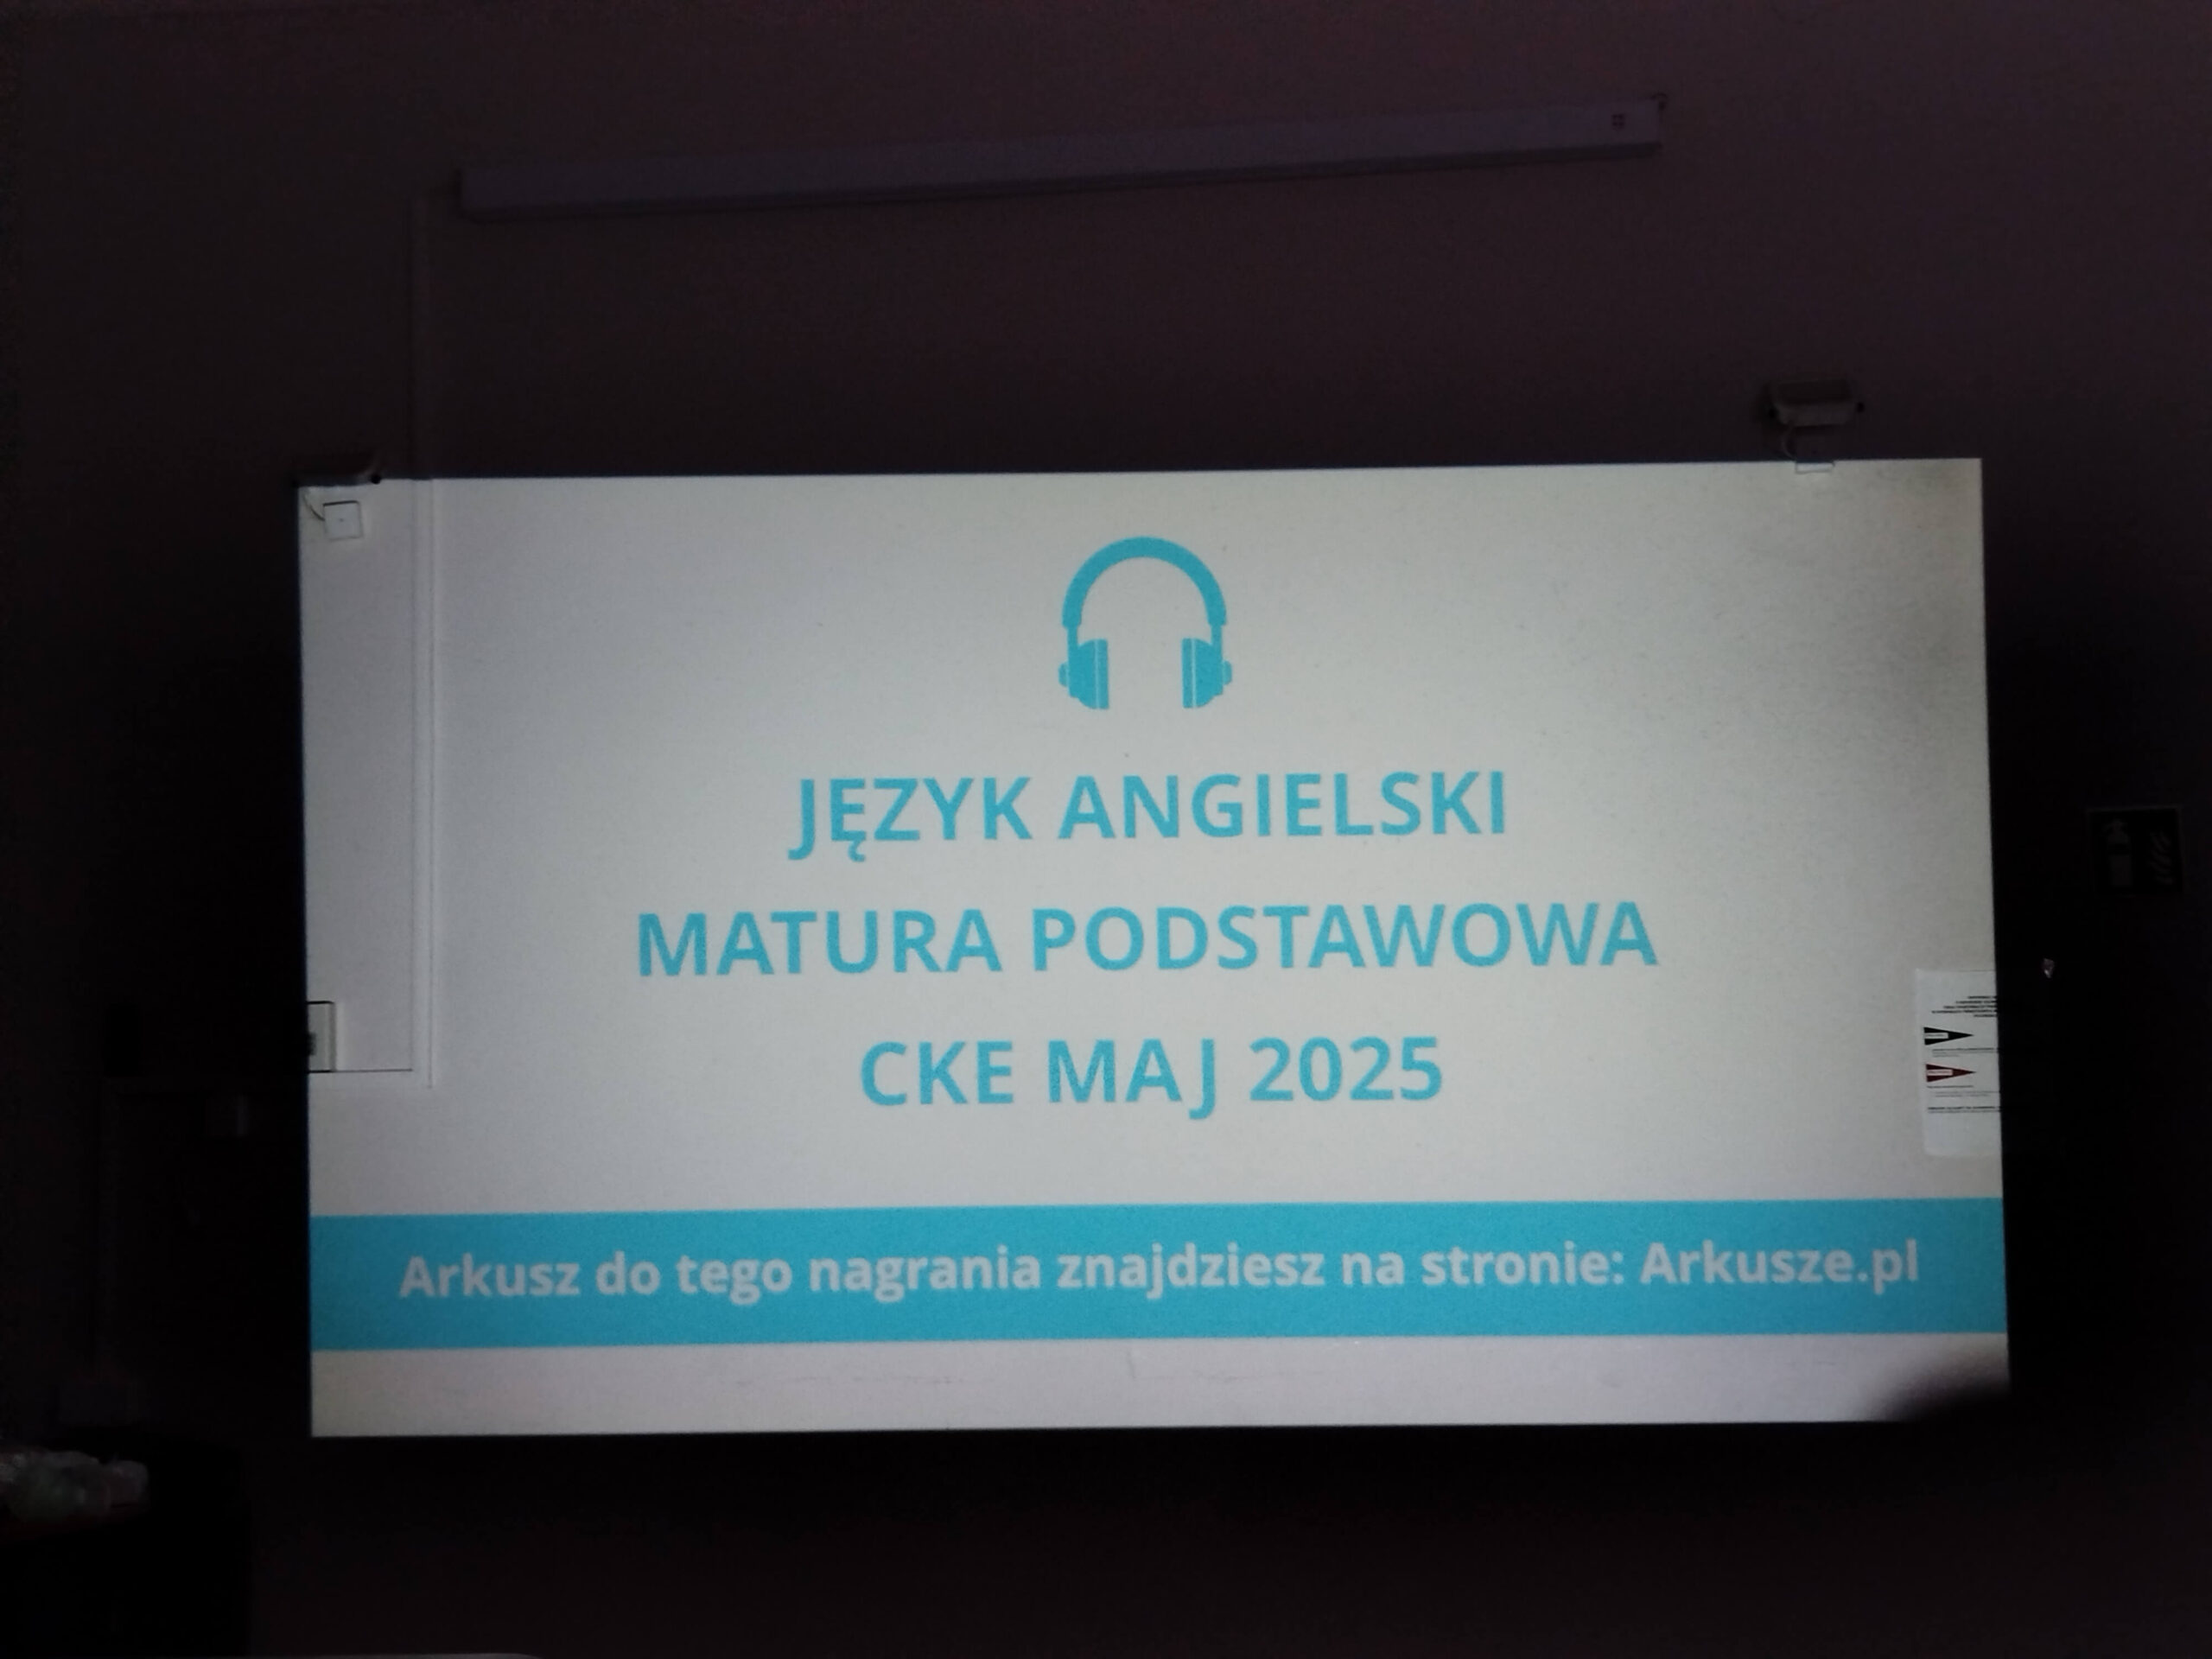 JĘZYK ANGIELSKI
MATURA PODSTAWOWA
CKE MAJ 2025
Arkusz do tego nagrania znajdziesz na stronie: Arkusze.pl